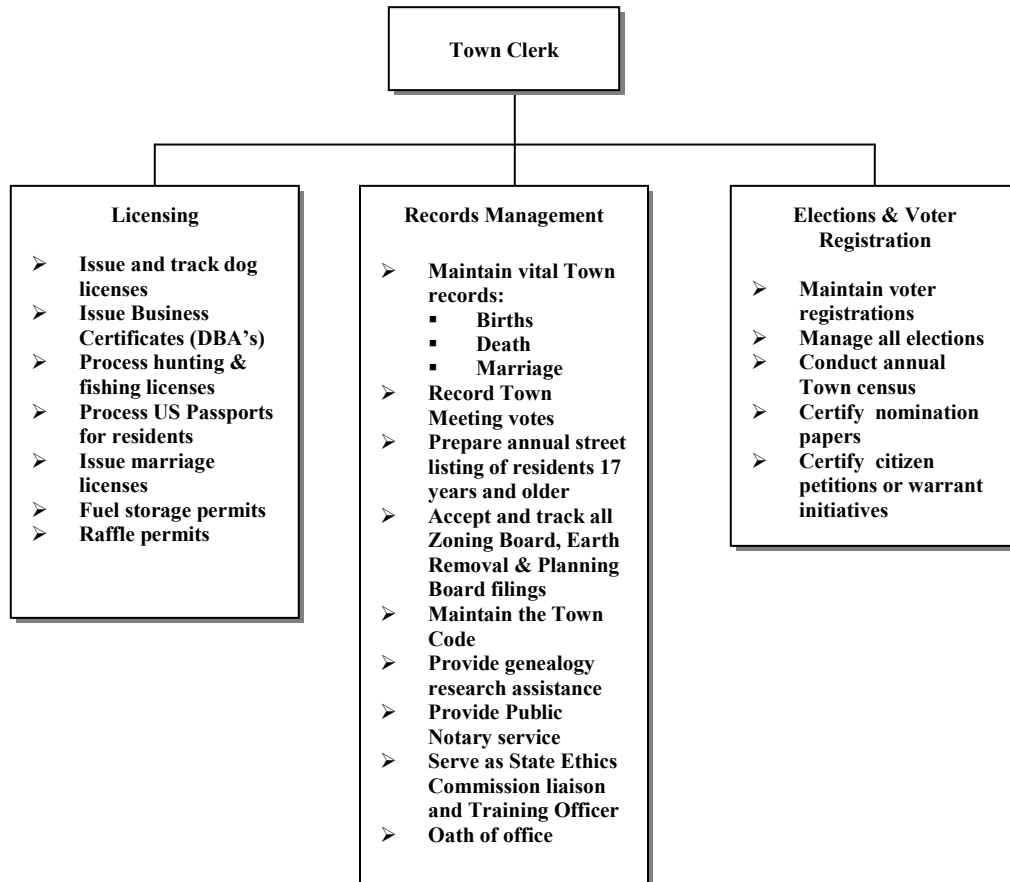 Town Clerk
Licensing
➢ Issue and track dog
licenses
➢ Issue Business
Certificates (DBA’s)
➢ Process hunting &
fishing licenses
➢ Process US Passports
for residents
➢ Issue marriage
licenses
➢ Fuel storage permits
➢ Raffle permits
Records Management
➢ Maintain vital Town
records:
▪ Births
▪ Death
▪ Marriage
➢ Record Town
Meeting votes
➢ Prepare annual street
listing of residents 17
years and older
➢ Accept and track all
Zoning Board, Earth
Removal & Planning
Board filings
➢ Maintain the Town
Code
➢ Provide genealogy
research assistance
➢ Provide Public
Notary service
➢ Serve as State Ethics
Commission liaison
and Training Officer
➢ Oath of office
Elections & Voter
Registration
➢ Maintain voter
registrations
➢ Manage all elections
➢ Conduct annual
Town census
➢ Certify nomination
papers
➢ Certify citizen
petitions or warrant
initiatives